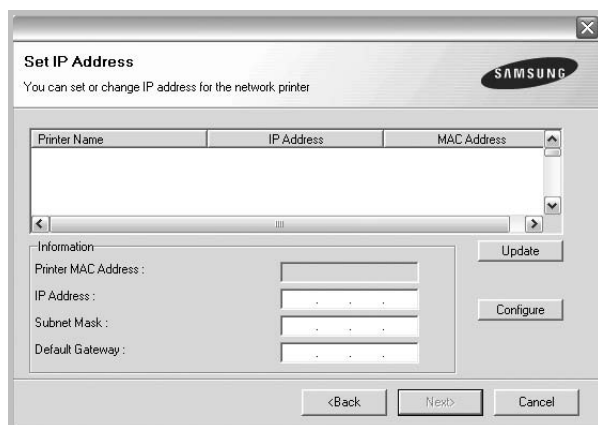 Set IP Address
You can set or change IP address for the network printer
SAMSUNG
Printer Name IP Address MAC Address
Information
Update
Printer MAC Address :
IP Address :
Configure
Subnet Mask :
Default Gateway :
<Back Next> Cancel